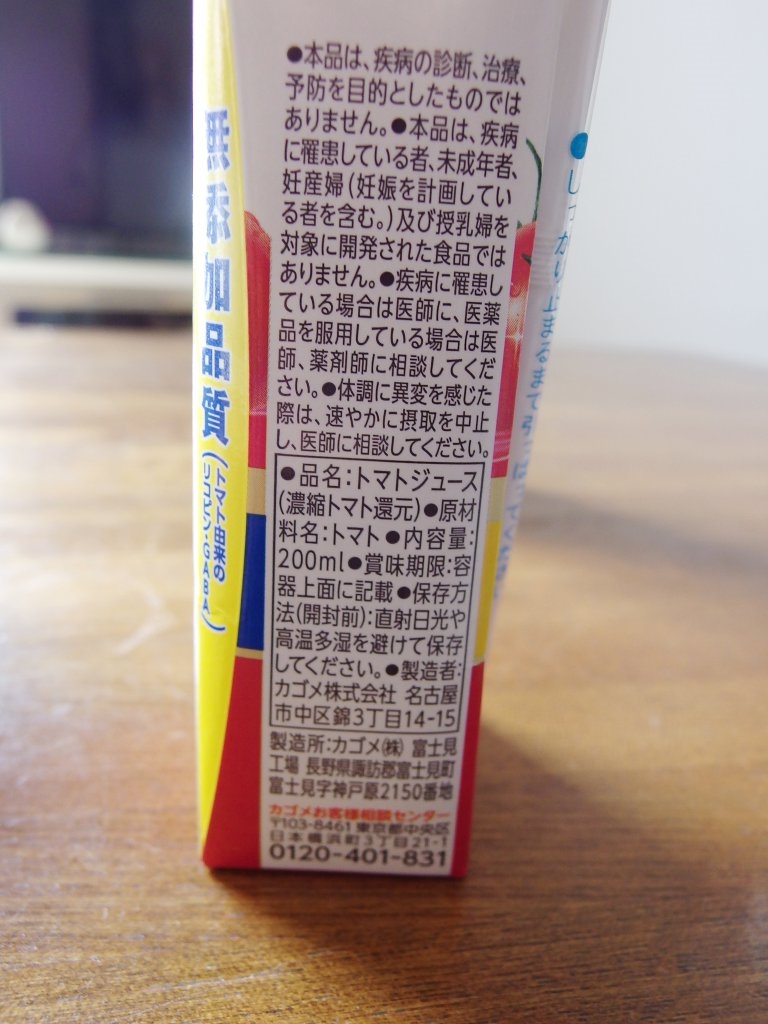 ●本品は、疾病の診断、治療、
予防を目的としたものでは
ありません。●本品は、疾病
に罹患している者、未成年者、
妊産婦(妊娠を計画してい
る者を含む。)及び授乳婦を
対象に開発された食品では
ありません。●疾病に罹患し
ている場合は医師に、医薬
品を服用している場合は医
師、薬剤師に相談してくだ
さい。●体調に異変を感じた
際は、速やかに摂取を中止
し、医師に相談してください。
●品名:トマトジュース
(濃縮トマト還元)●原材
料名:トマト●内容量:
200ml●賞味期限:容
器上面に記載●保存方
法(開封前):直射日光や
高温多湿を避けて保存
してください。●製造者:
カゴメ株式会社 名古屋
市中区錦3丁目14-15
製造所:カゴメ㈱ 富士見
工場 長野県諏訪郡富士見町
富士見字神戸原2150番地
カゴメお客様相談センター
〒103-8461 東京都中央区
日本橋浜町3丁目21-1
0120-401-831
無添加品質
(トマト由来の
リコピン・GABA)